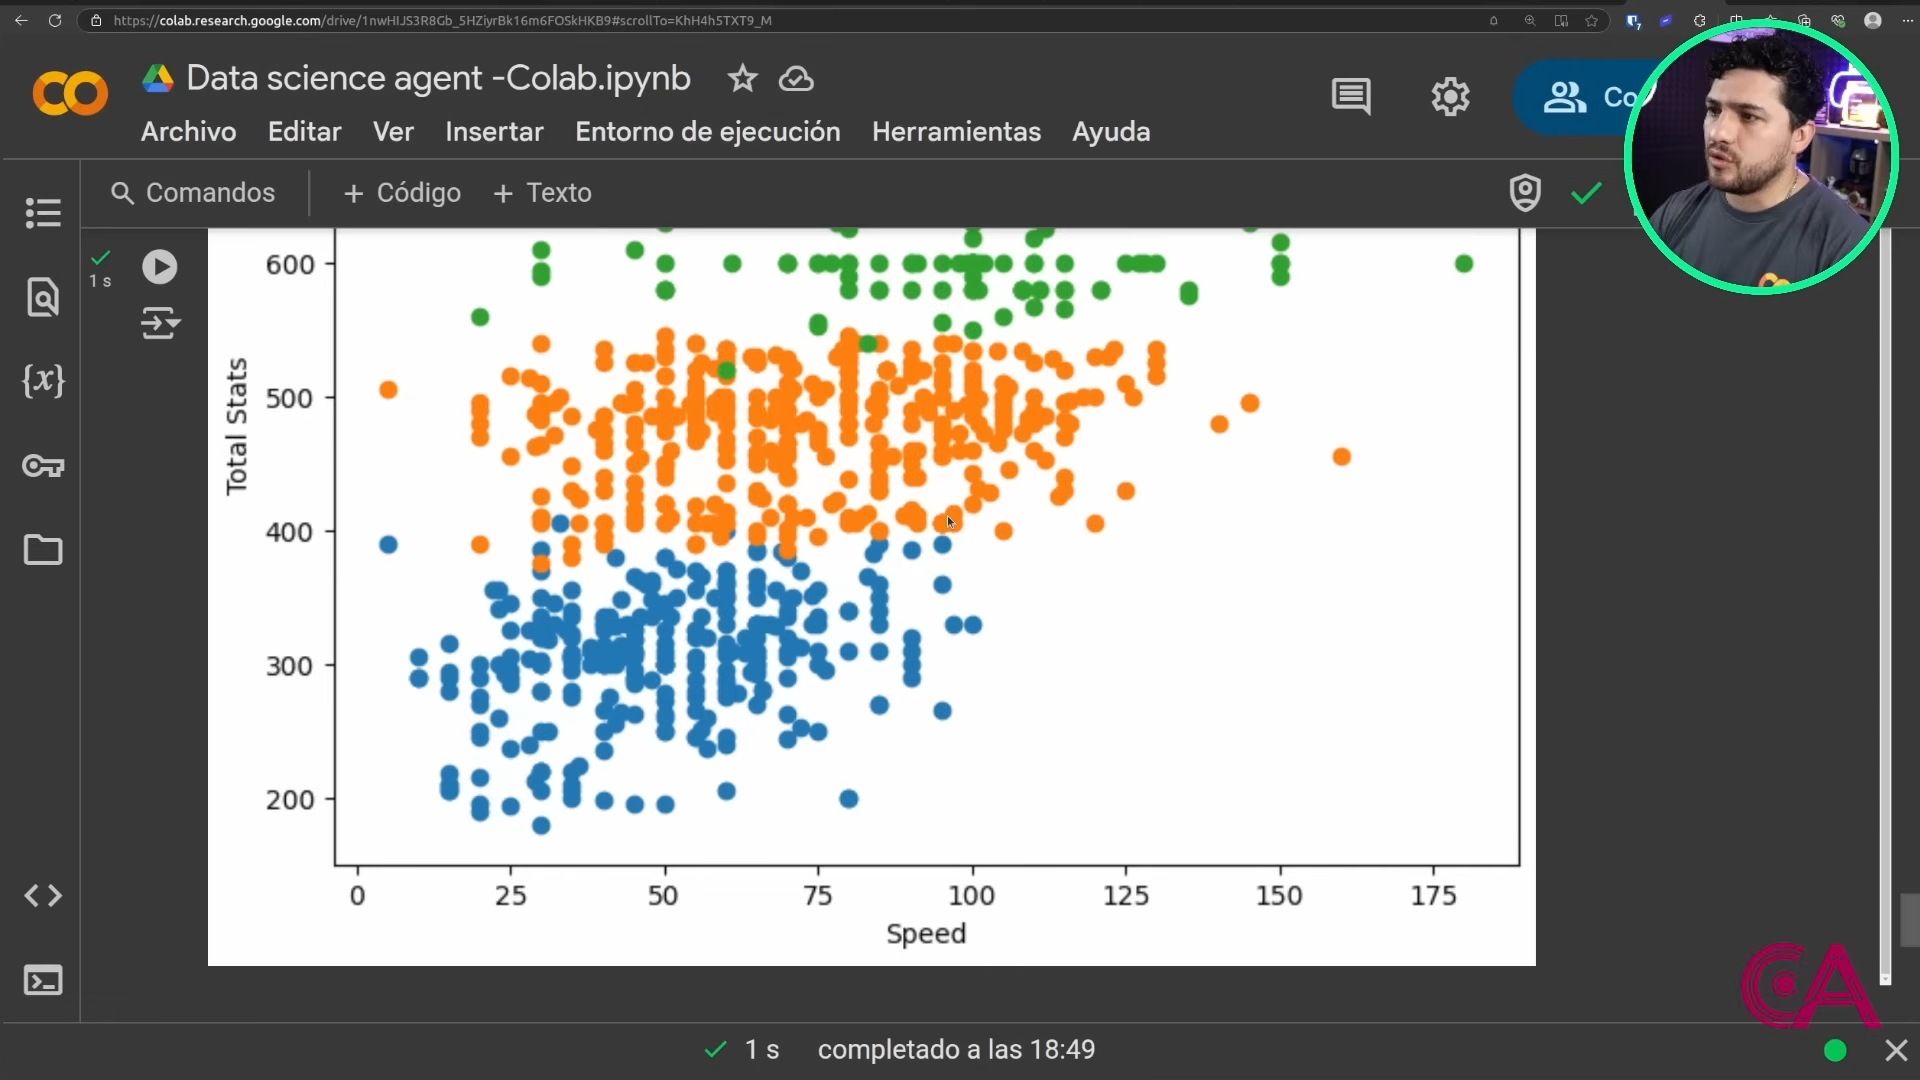 https://colab.research.google.com/drive/1nwHIJS3R8Gb_5HZiyrBk16m6FOSkHKB9#scrollTo=KhH4h5TXT9_M
Data science agent -Colab.ipynb
Co
Archivo Editar Ver Insertar Entorno de ejecución Herramientas Ayuda
Comandos + Código + Texto
1 s
600
500
400
300
200
Total Stats
0 25 50 75 100 125 150 175
Speed
CA
1 s completado a las 18:49